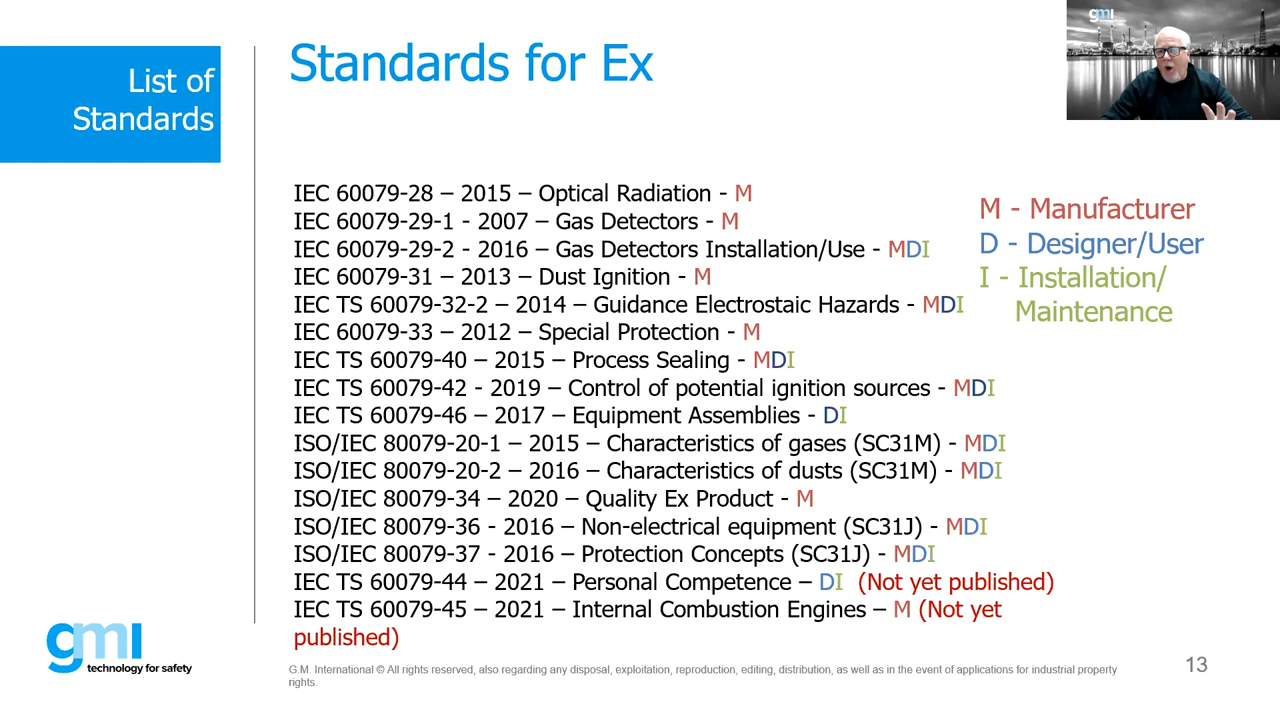 List of
Standards
Standards for Ex
gmi
IEC 60079-28 – 2015 – Optical Radiation - M
IEC 60079-29-1 - 2007 – Gas Detectors - M
IEC 60079-29-2 - 2016 – Gas Detectors Installation/Use - MDI
IEC 60079-31 – 2013 – Dust Ignition - M
IEC TS 60079-32-2 – 2014 – Guidance Electrostaic Hazards - MDI
IEC 60079-33 – 2012 – Special Protection - M
IEC TS 60079-40 – 2015 – Process Sealing - MDI
IEC TS 60079-42 - 2019 – Control of potential ignition sources - MDI
IEC TS 60079-46 – 2017 – Equipment Assemblies - DI
ISO/IEC 80079-20-1 – 2015 – Characteristics of gases (SC31M) - MDI
ISO/IEC 80079-20-2 – 2016 – Characteristics of dusts (SC31M) - MDI
ISO/IEC 80079-34 – 2020 – Quality Ex Product - M
ISO/IEC 80079-36 - 2016 – Non-electrical equipment (SC31J) - MDI
ISO/IEC 80079-37 - 2016 – Protection Concepts (SC31J) - MDI
IEC TS 60079-44 – 2021 – Personal Competence – DI (Not yet published)
IEC TS 60079-45 – 2021 – Internal Combustion Engines – M (Not yet
published)
M - Manufacturer
D - Designer/User
I - Installation/
Maintenance
gmi
technology for safety
G.M. International © All rights reserved, also regarding any disposal, exploitation, reproduction, editing, distribution, as well as in the event of applications for industrial property
rights.
13